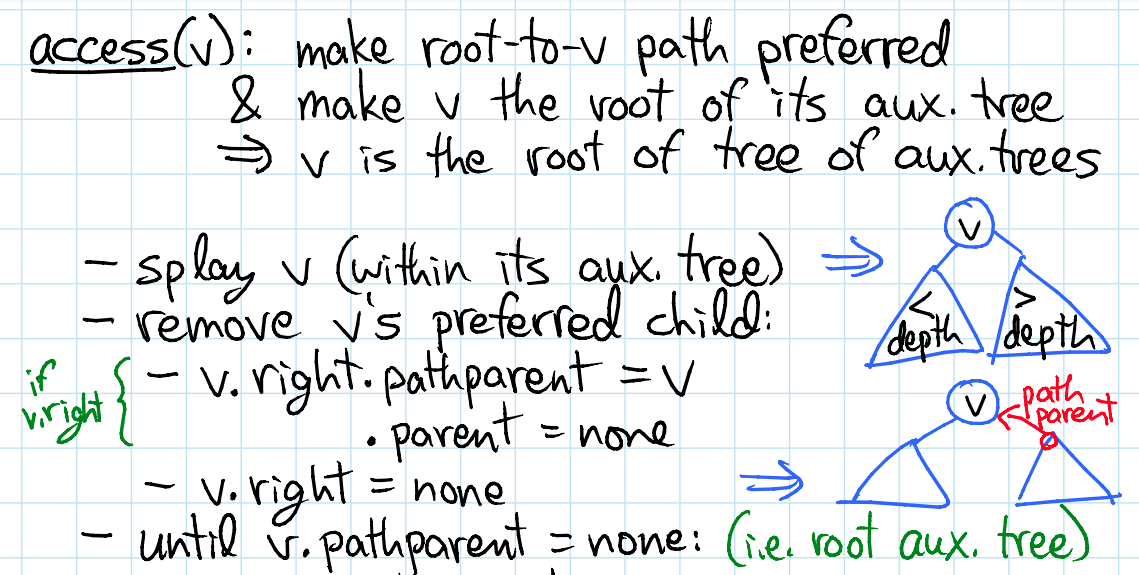 access(v): make root-to-v path preferred
& make v the root of its aux. tree
⇒ v is the root of tree of aux. trees
v
- splay v (within its aux. tree) ⇒
< depth > depth
- remove v's preferred child:
if v.right { - v.right.pathparent = v
v path parent
.parent = none
- v.right = none ⇒
- until v.pathparent = none: (i.e. root aux. tree)